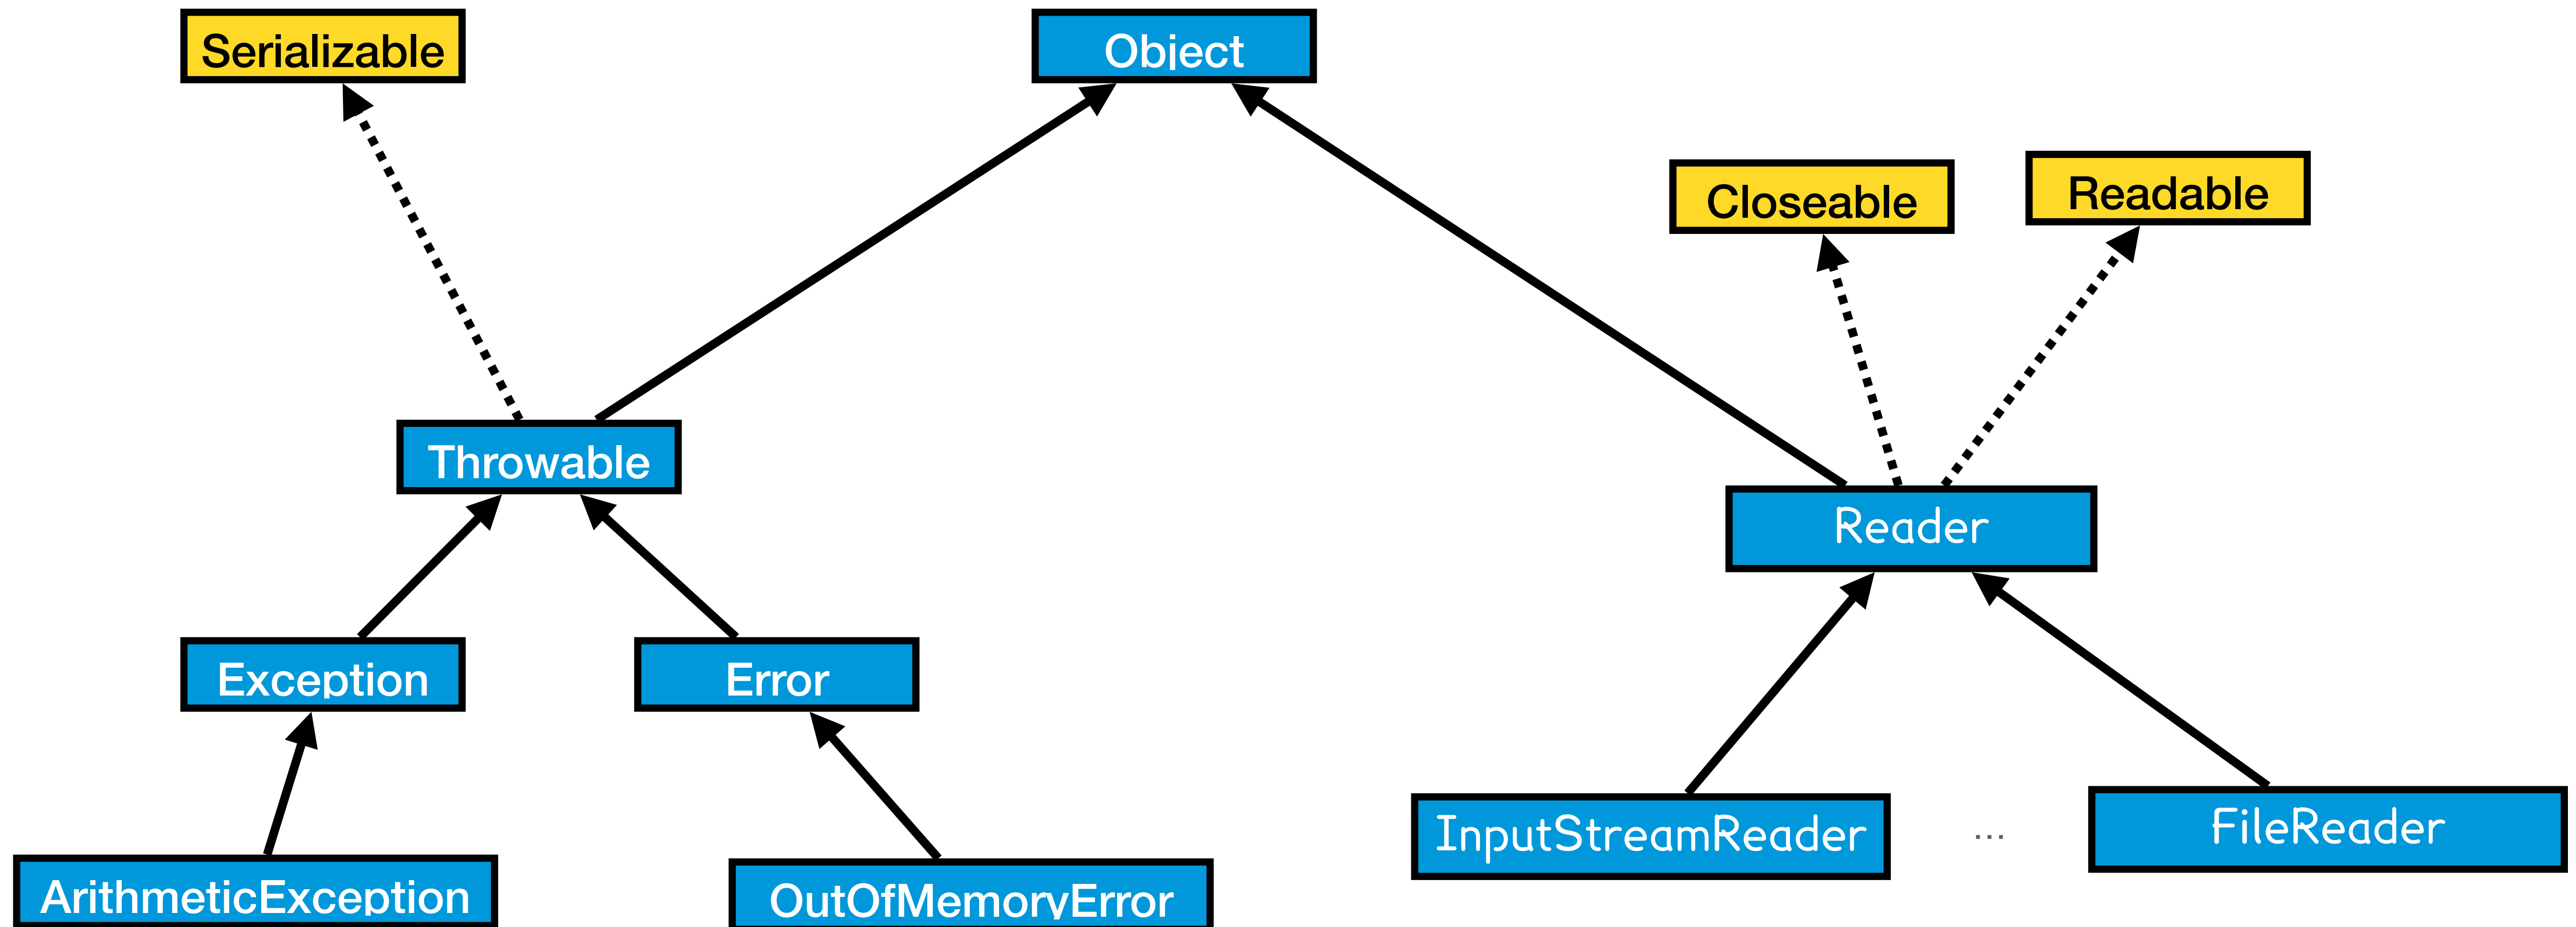 Serializable
Object
Closeable
Readable
Throwable
Reader
Exception
Error
InputStreamReader
...
FileReader
ArithmeticException
OutOfMemoryError